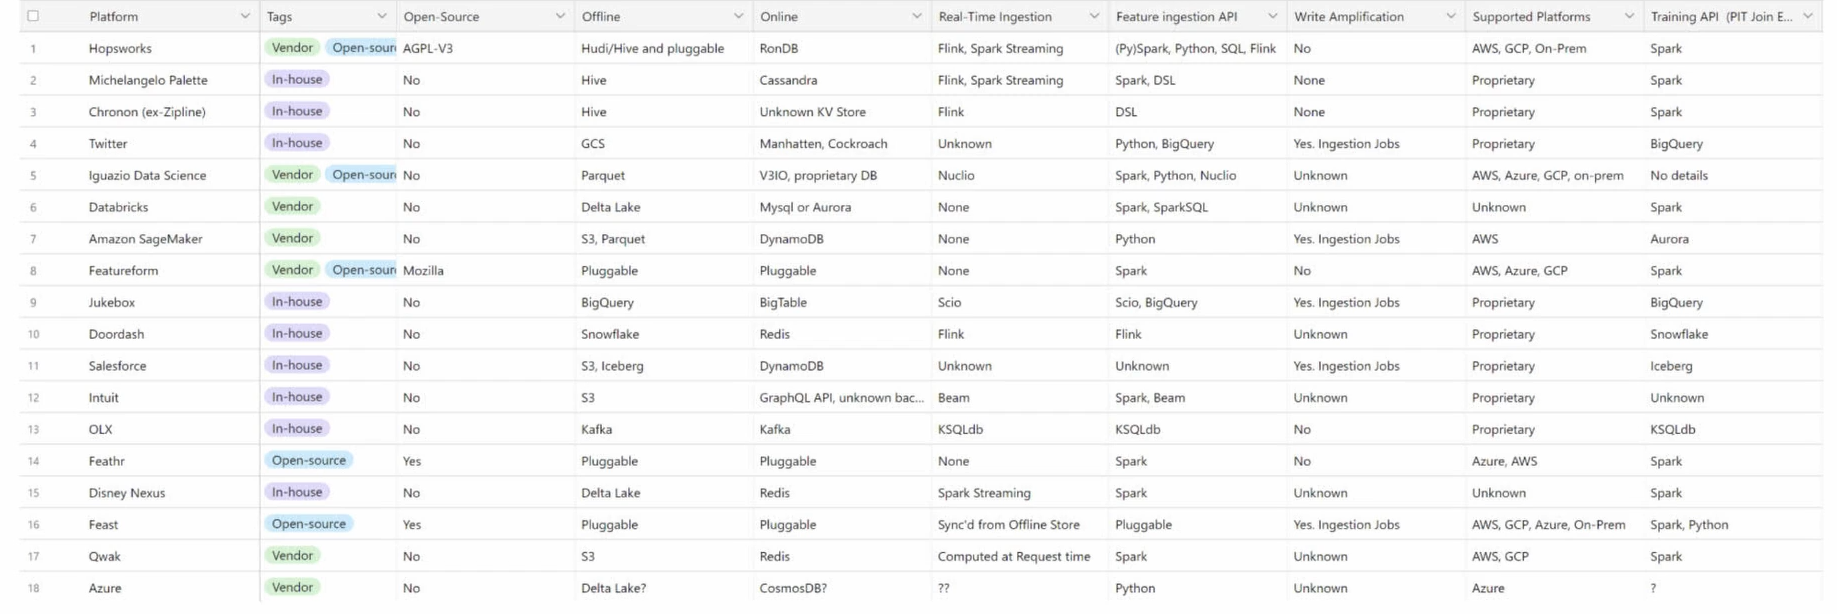 Platform Tags Open-Source Offline Online Real-Time Ingestion Feature ingestion API Write Amplification Supported Platforms Training API (PIT Join E...
1 Hopsworks Vendor AGPL-V3 Hudi/Hive and pluggable RonDB Flink, Spark Streaming (Py)Spark, Python, SQL, Flink No AWS, GCP, On-Prem Spark
2 Michelangelo Palette In-house No Hive Cassandra Flink, Spark Streaming Spark, DSL None Proprietary Spark
3 Chronon (ex-Zipline) In-house No Hive Unknown KV Store Flink DSL None Proprietary Spark
4 Twitter In-house No GCS Manhatten, Cockroach Unknown Python, BigQuery Yes. Ingestion Jobs Proprietary BigQuery
5 Iguazio Data Science Vendor No Parquet V3IO, proprietary DB Nuclio Spark, Python, Nuclio Unknown AWS, Azure, GCP, on-prem No details
6 Databricks Vendor No Delta Lake Mysql or Aurora None Spark, SparkSQL Unknown Unknown Spark
7 Amazon SageMaker Vendor No S3, Parquet DynamoDB None Python Yes. Ingestion Jobs AWS Aurora
8 Featureform Vendor Mozilla Pluggable Pluggable None Spark No AWS, Azure, GCP Spark
9 Jukebox In-house No BigQuery BigTable Scio Scio, BigQuery Yes. Ingestion Jobs Proprietary BigQuery
10 Doordash In-house No Snowflake Redis Flink Flink Unknown Proprietary Snowflake
11 Salesforce In-house No S3, Iceberg DynamoDB Unknown Unknown Yes. Ingestion Jobs Proprietary Iceberg
12 Intuit In-house No S3 GraphQL API, unknown bac... Beam Spark, Beam Unknown Proprietary Unknown
13 OLX In-house No Kafka Kafka KSQLdb KSQLdb No Proprietary KSQLdb
14 Feathr Open-source Yes Pluggable Pluggable None Spark No Azure, AWS Spark
15 Disney Nexus In-house No Delta Lake Redis Spark Streaming Spark Unknown Unknown Spark
16 Feast Open-source Yes Pluggable Pluggable Sync'd from Offline Store Pluggable Yes. Ingestion Jobs AWS, GCP, Azure, On-Prem Spark, Python
17 Qwak Vendor No S3 Redis Computed at Request time Spark Unknown AWS, GCP Spark
18 Azure Vendor No Delta Lake? CosmosDB? ?? Python Unknown Azure ?